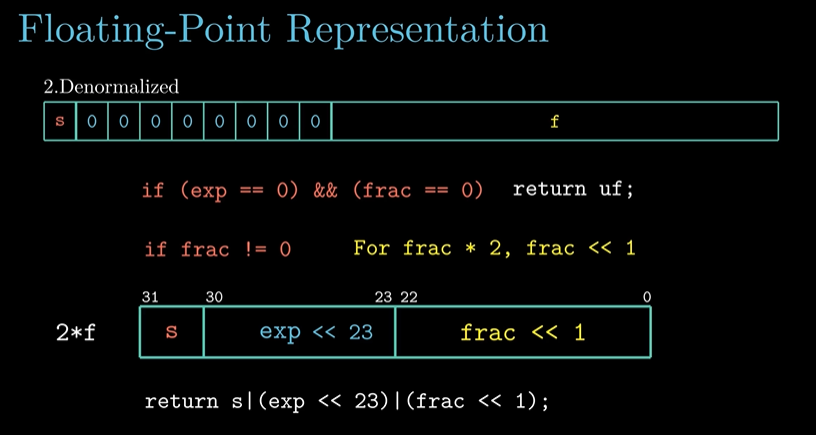 Floating-Point Representation
2.Denormalized
s 0 0 0 0 0 0 0 0 f
if (exp == 0) && (frac == 0) return uf;
if frac != 0 For frac * 2, frac << 1
31 30 23 22 0
2*f s exp << 23 frac << 1
return s|(exp << 23)|(frac << 1);